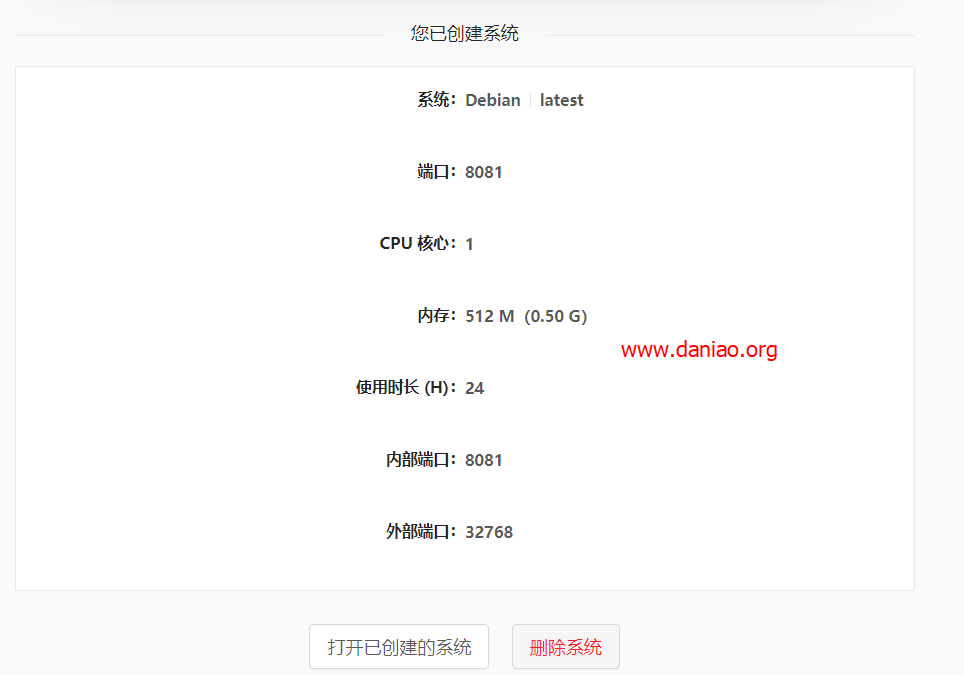 您已创建系统
系统： Debian | latest
端口： 8081
CPU 核心： 1
内存： 512 M（0.50 G）
www.daniao.org
使用时长 (H)： 24
内部端口： 8081
外部端口： 32768
打开已创建的系统 删除系统